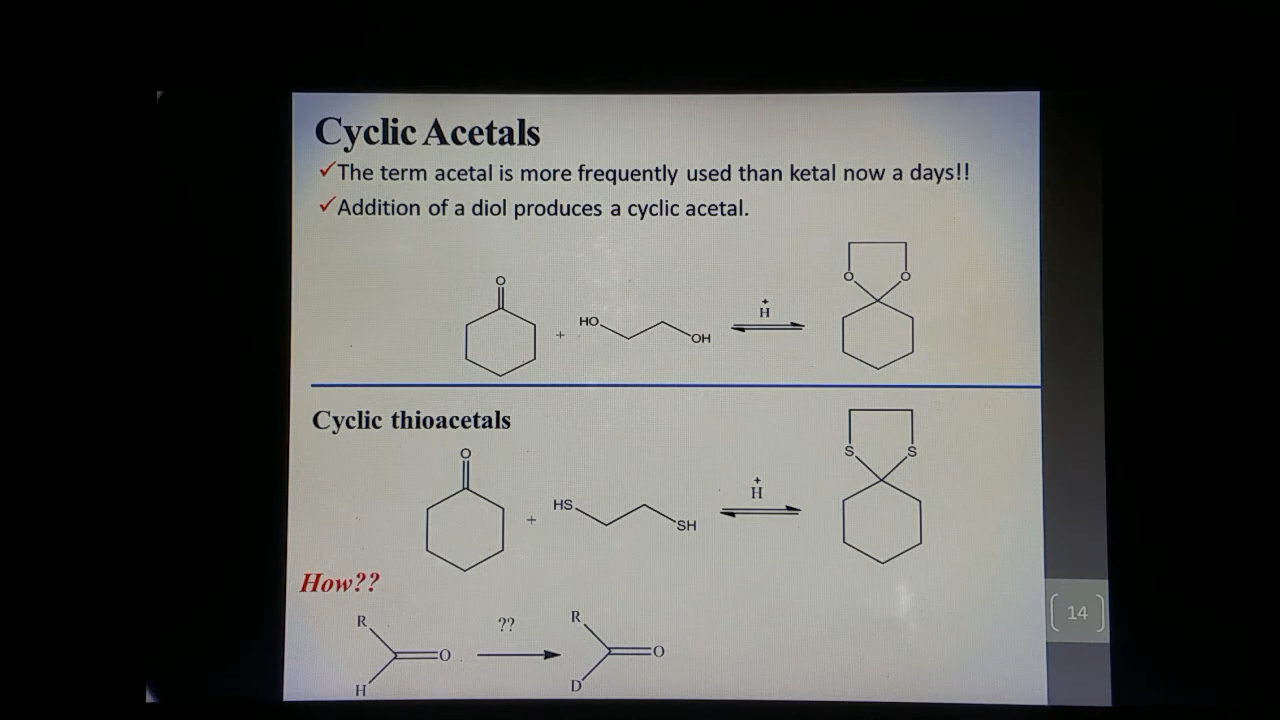 Cyclic Acetals
✓The term acetal is more frequently used than ketal now a days!!
✓Addition of a diol produces a cyclic acetal.
O
+
HO
OH
+
H
O
O
Cyclic thioacetals
O
+
HS
SH
+
H
S
S
How??
R
O
H
??
R
O
D
14